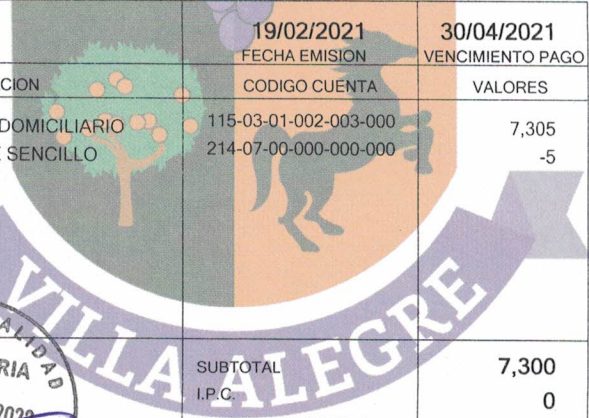 19/02/2021 30/04/2021
FECHA EMISION VENCIMIENTO PAGO
CION CODIGO CUENTA VALORES
DOMICILIARIO 115-03-01-002-003-000 7,305
SENCILLO 214-07-00-000-000-000 -5
VILLA ALEGRE
ALIDAD
RIA
SUBTOTAL 7,300
I.P.C. 0